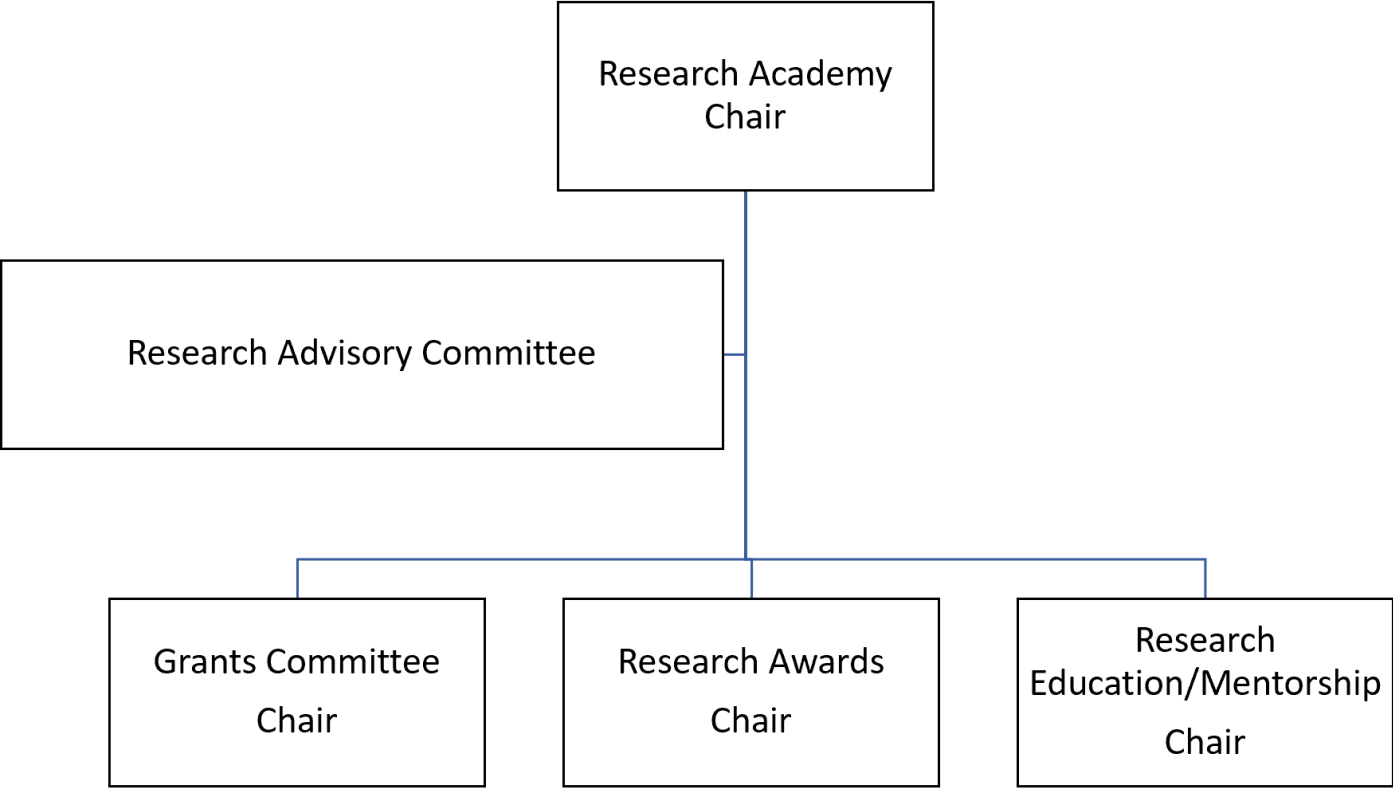 Research Academy
Chair
Research Advisory Committee
Grants Committee
Chair
Research Awards
Chair
Research
Education/Mentorship
Chair